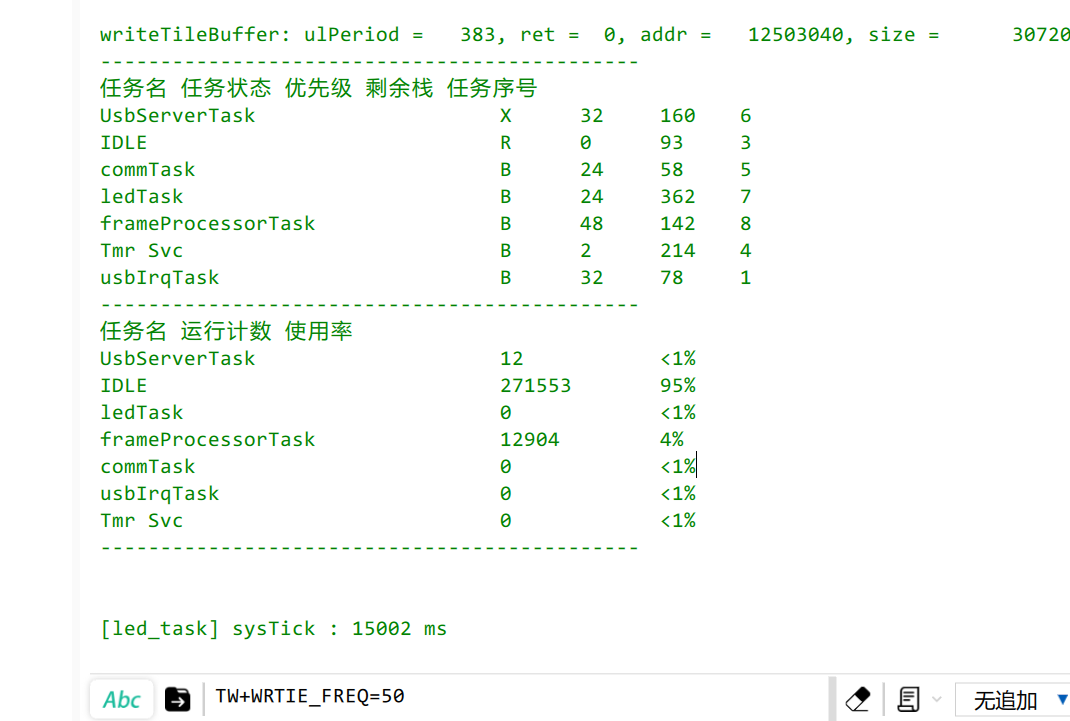 writeTileBuffer: ulPeriod =   383, ret =  0, addr =   12503040, size =      30720
---------------------------------------------
任务名 任务状态 优先级 剩余栈 任务序号
UsbServerTask X 32 160 6
IDLE R 0 93 3
commTask B 24 58 5
ledTask B 24 362 7
frameProcessorTask B 48 142 8
Tmr Svc B 2 214 4
usbIrqTask B 32 78 1
---------------------------------------------
任务名 运行计数 使用率
UsbServerTask 12 <1%
IDLE 271553 95%
ledTask 0 <1%
frameProcessorTask 12904 4%
commTask 0 <1%
usbIrqTask 0 <1%
Tmr Svc 0 <1%
---------------------------------------------
[led_task] sysTick : 15002 ms
Abc TW+WRTIE_FREQ=50 无追加